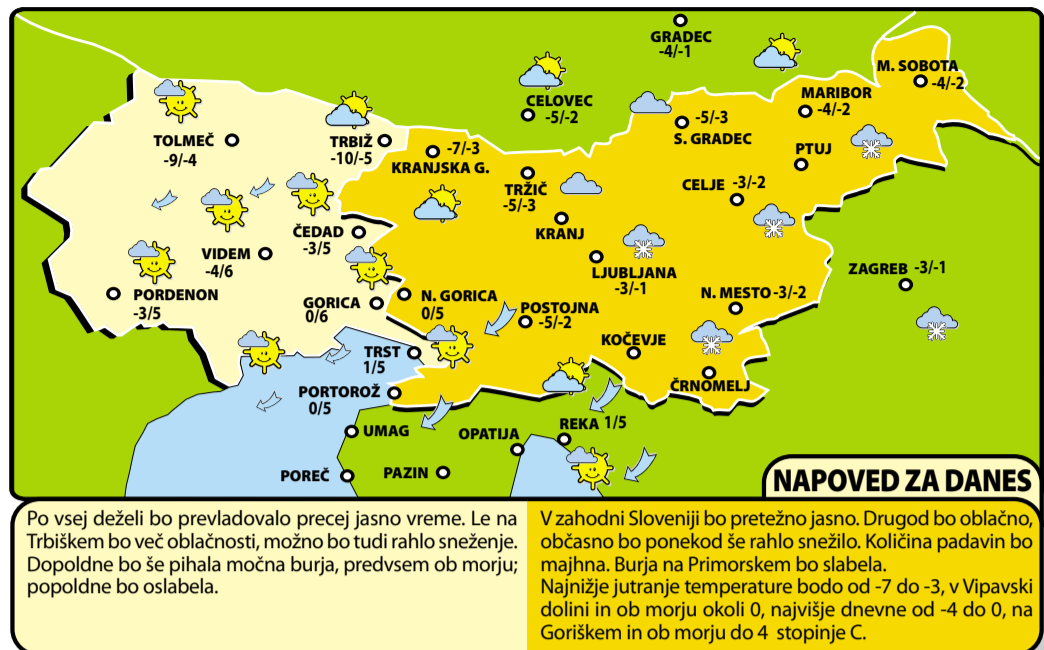 GRADEC
-4/-1
M. SOBOTA
-4/-2
CELOVEC
-5/-2
MARIBOR
-4/-2
-5/-3
S. GRADEC
TOLMEČ
-9/-4
TRBIŽ
-10/-5
-7/-3
KRANJSKA G.
PTUJ
TRŽIČ
-5/-3
CELJE -3/-2
KRANJ
ČEDAD
-3/5
VIDEM
-4/6
LJUBLJANA
-3/-1
ZAGREB -3/-1
PORDENON
-3/5
GORICA
0/6
N. GORICA
0/5
POSTOJNA
-5/-2
N. MESTO -3/-2
KOČEVJE
TRST
1/5
ČRNOMELJ
PORTOROŽ
0/5
UMAG
OPATIJA
REKA 1/5
POREČ
PAZIN
NAPOVED ZA DANES
Po vsej deželi bo prevladovalo precej jasno vreme. Le na
Trbiškem bo več oblačnosti, možno bo tudi rahlo sneženje.
Dopoldne bo še pihala močna burja, predvsem ob morju;
popoldne bo oslabela.
V zahodni Sloveniji bo pretežno jasno. Drugod bo oblačno,
občasno bo ponekod še rahlo snežilo. Količina padavin bo
majhna. Burja na Primorskem bo slabela.
Najnižje jutranje temperature bodo od -7 do -3, v Vipavski
dolini in ob morju okoli 0, najvišje dnevne od -4 do 0, na
Goriškem in ob morju do 4 stopinje C.